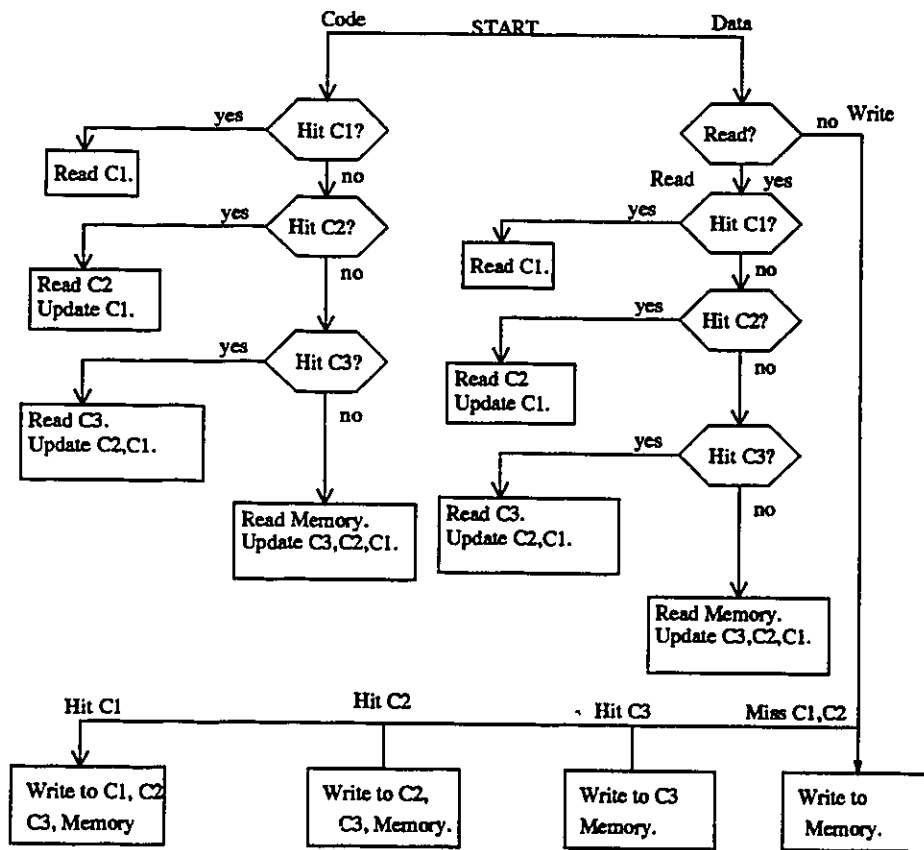 Code
START
Data
yes
Hit C1?
Read?
no
Write
Read C1.
no
Read
yes
yes
Hit C2?
yes
Hit C1?
no
Read C1.
no
Read C2
Update C1.
yes
Hit C2?
yes
Hit C3?
Read C2
Update C1.
no
Read C3.
Update C2,C1.
no
yes
Hit C3?
Read Memory.
Update C3,C2,C1.
Read C3.
Update C2,C1.
no
Read Memory.
Update C3,C2,C1.
Hit C1
Hit C2
Hit C3
Miss C1,C2
Write to C1, C2
C3, Memory
Write to C2,
C3, Memory.
Write to C3
Memory.
Write to
Memory.